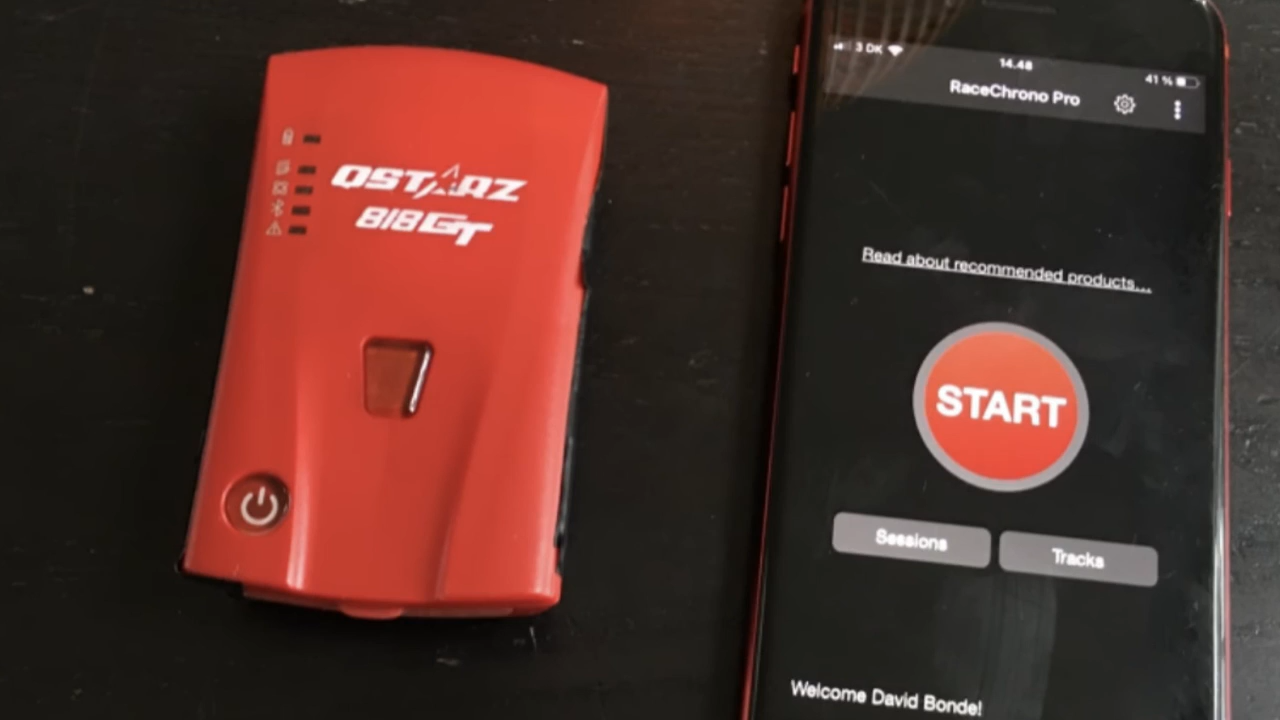 QSTARZ
818GT
3 DK
14.48
41 %
RaceChrono Pro
Read about recommended products...
START
Sessions
Tracks
Welcome David Bonde!